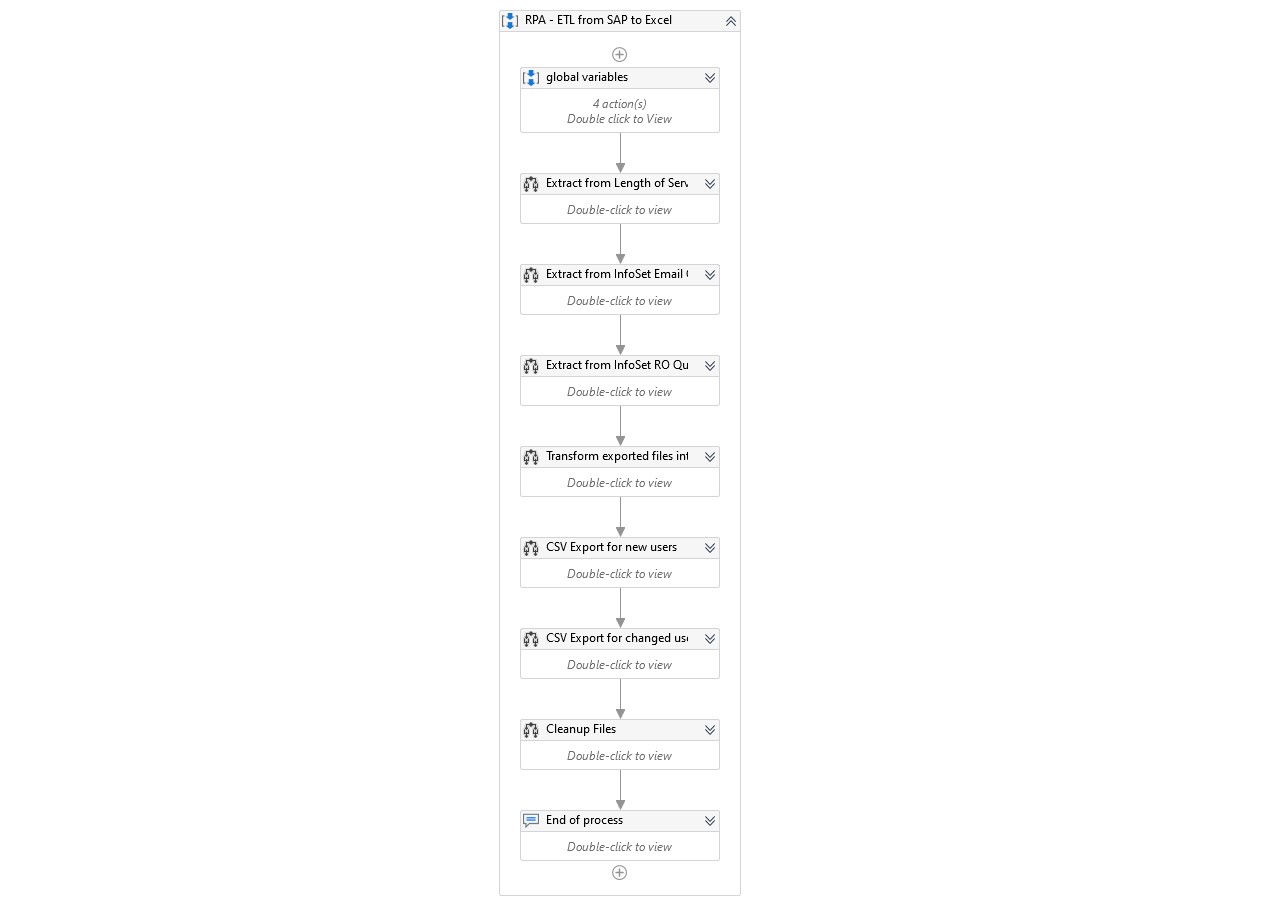 RPA - ETL from SAP to Excel
global variables
4 action(s)
Double click to View
Extract from Length of Serv
Double-click to view
Extract from InfoSet Email
Double-click to view
Extract from InfoSet RO Qu
Double-click to view
Transform exported files int
Double-click to view
CSV Export for new users
Double-click to view
CSV Export for changed use
Double-click to view
Cleanup Files
Double-click to view
End of process
Double-click to view